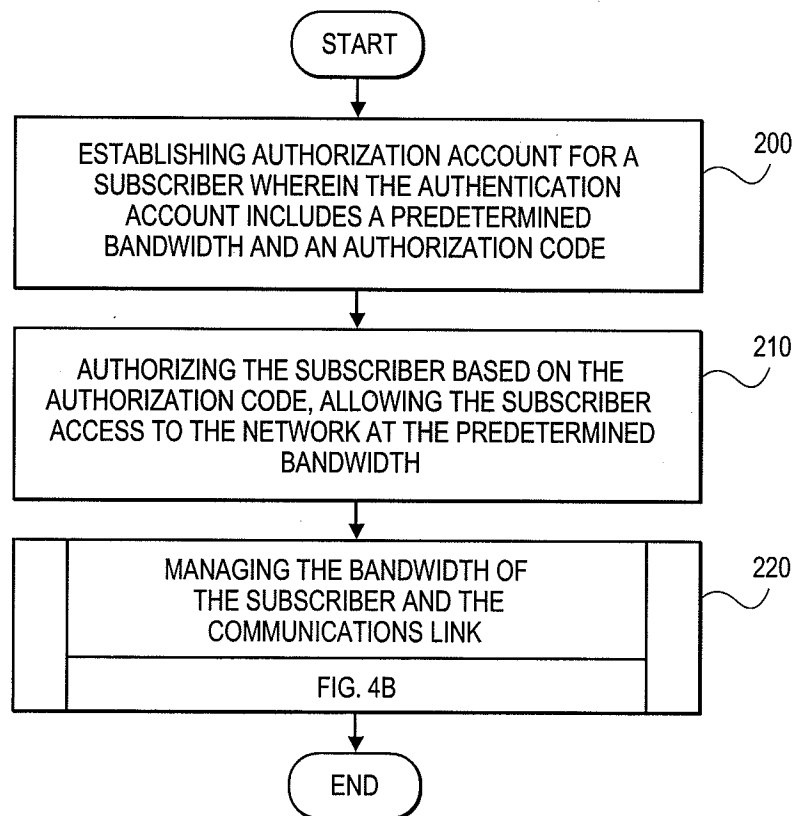 START
ESTABLISHING AUTHORIZATION ACCOUNT FOR A
SUBSCRIBER WHEREIN THE AUTHENTICATION
ACCOUNT INCLUDES A PREDETERMINED
BANDWIDTH AND AN AUTHORIZATION CODE
200
AUTHORIZING THE SUBSCRIBER BASED ON THE
AUTHORIZATION CODE, ALLOWING THE SUBSCRIBER
ACCESS TO THE NETWORK AT THE PREDETERMINED
BANDWIDTH
210
MANAGING THE BANDWIDTH OF
THE SUBSCRIBER AND THE
COMMUNICATIONS LINK
220
FIG. 4B
END